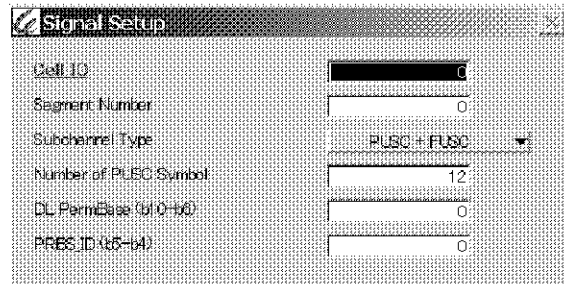 Signal Setup
Cell ID 0
Segment Number 0
Subchannel Type PUSC + FUSC
Number of PUSC Symbol 12
DL PermBase (b10-b6) 0
PRBS_ID (b5-b4) 0